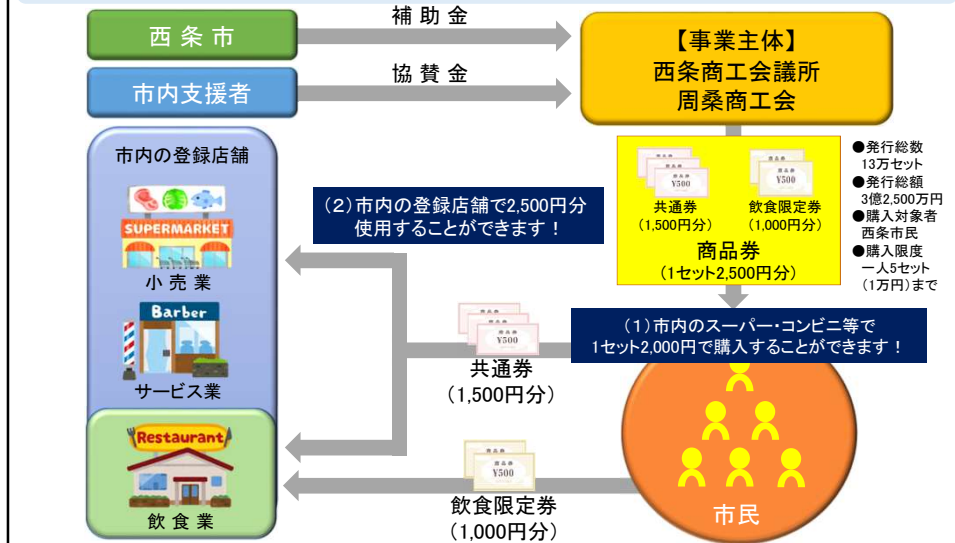 西条市
補助金
【事業主体】
西条商工会議所
周桑商工会
市内支援者
協賛金
商品券
¥500
商品券
¥500
共通券
(1,500円分)
飲食限定券
(1,000円分)
商品券
(1セット2,500円分)
●発行総数
13万セット
●発行総額
3億2,500万円
●購入対象者
西条市民
●購入限度
一人5セット
(1万円)まで
市内の登録店舗
SUPERMARKET
小売業
Barber
サービス業
Restaurant
飲食業
(2)市内の登録店舗で2,500円分
使用することができます!
(1)市内のスーパー・コンビニ等で
1セット2,000円で購入することができます!
商品券
¥500
共通券
(1,500円分)
商品券
¥500
飲食限定券
(1,000円分)
市民